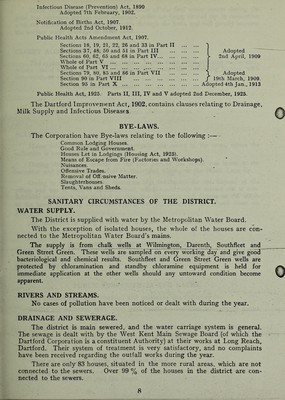 Infectious Disease (Prevention) Act, 1890
Adopted 7th February, 1902.
Notification of Births Act, 1907.
Adopted 2nd October, 1912.
Public Health Acts Amendment Act, 1907.
Sections 18, 19, 21, 22, 26 and 33 in Part II ... ...
Sections 37, 48, 50 and 51 in Part III ... ... Adopted
Sections 60, 62, 65 and 68 in Part IV... ... ... 2nd April, 1909
Whole of Part V ... ... ... ... ... ...
Whole of Part VI ... ... ... ... ... ...
Sections 79, 80, 85 and 86 in Part VII ... ... Adopted
Section 90 in Part VIII ... ... ... ... 19th March, 1909.
Section 95 in Part X ... ... ... ... ... Adopted 4th Jan., 1912
Public Health Act, 1925. Parts II, III, IV and V adopted 2nd December, 1925.
The Dartford Improvement Act, 1902, contains clauses relating to Drainage,
Milk Supply and Infectious Diseases.
BYE-LAWS.
The Corporation have Bye-laws relating to the following :—
Common Lodging Houses.
Good Rule and Government.
Houses Let in Lodgings (Housing Act, 1925).
Means of Escape from Fire (Factories and Workshops).
Nuisances.
Offensive Trades.
Removal of Offensive Matter.
Slaughterhouses.
Tents, Vans and Sheds.
SANITARY CIRCUMSTANCES OF THE DISTRICT.
WATER SUPPLY.
The District is supplied with water by the Metropolitan Water Board.
With the exception of isolated houses, the whole of the houses are con-
nected to the Metropolitan Water Board's mains.
The supply is from chalk wells at Wilmington, Darenth, Southfleet and
Green Street Green. These wells are sampled on every working day and give good
bacteriological and chemical results. Southfleet and Green Street Green wells are
protected by chloramination and standby chloramine equipment is held for
immediate application at the other wells should any untoward condition become
apparent.
RIVERS AND STREAMS.
No cases of pollution have been noticed or dealt with during the year.
DRAINAGE AND SEWERAGE.
The district is main sewered, and the water carriage system is general.
The sewage is dealt with by the West Kent Main Sewage Board (of which the
Dartford Corporation is a constituent Authority) at their works at Long Reach,
Dartford. Their system of treatment is very satisfactory, and no complaints
have been received regarding the outfall works during the year.
There are only 83 houses, situated in the more rural areas, which are not
connected to the sewers. Over 99 % of the houses in the district are con-
nected to the sewers.
8